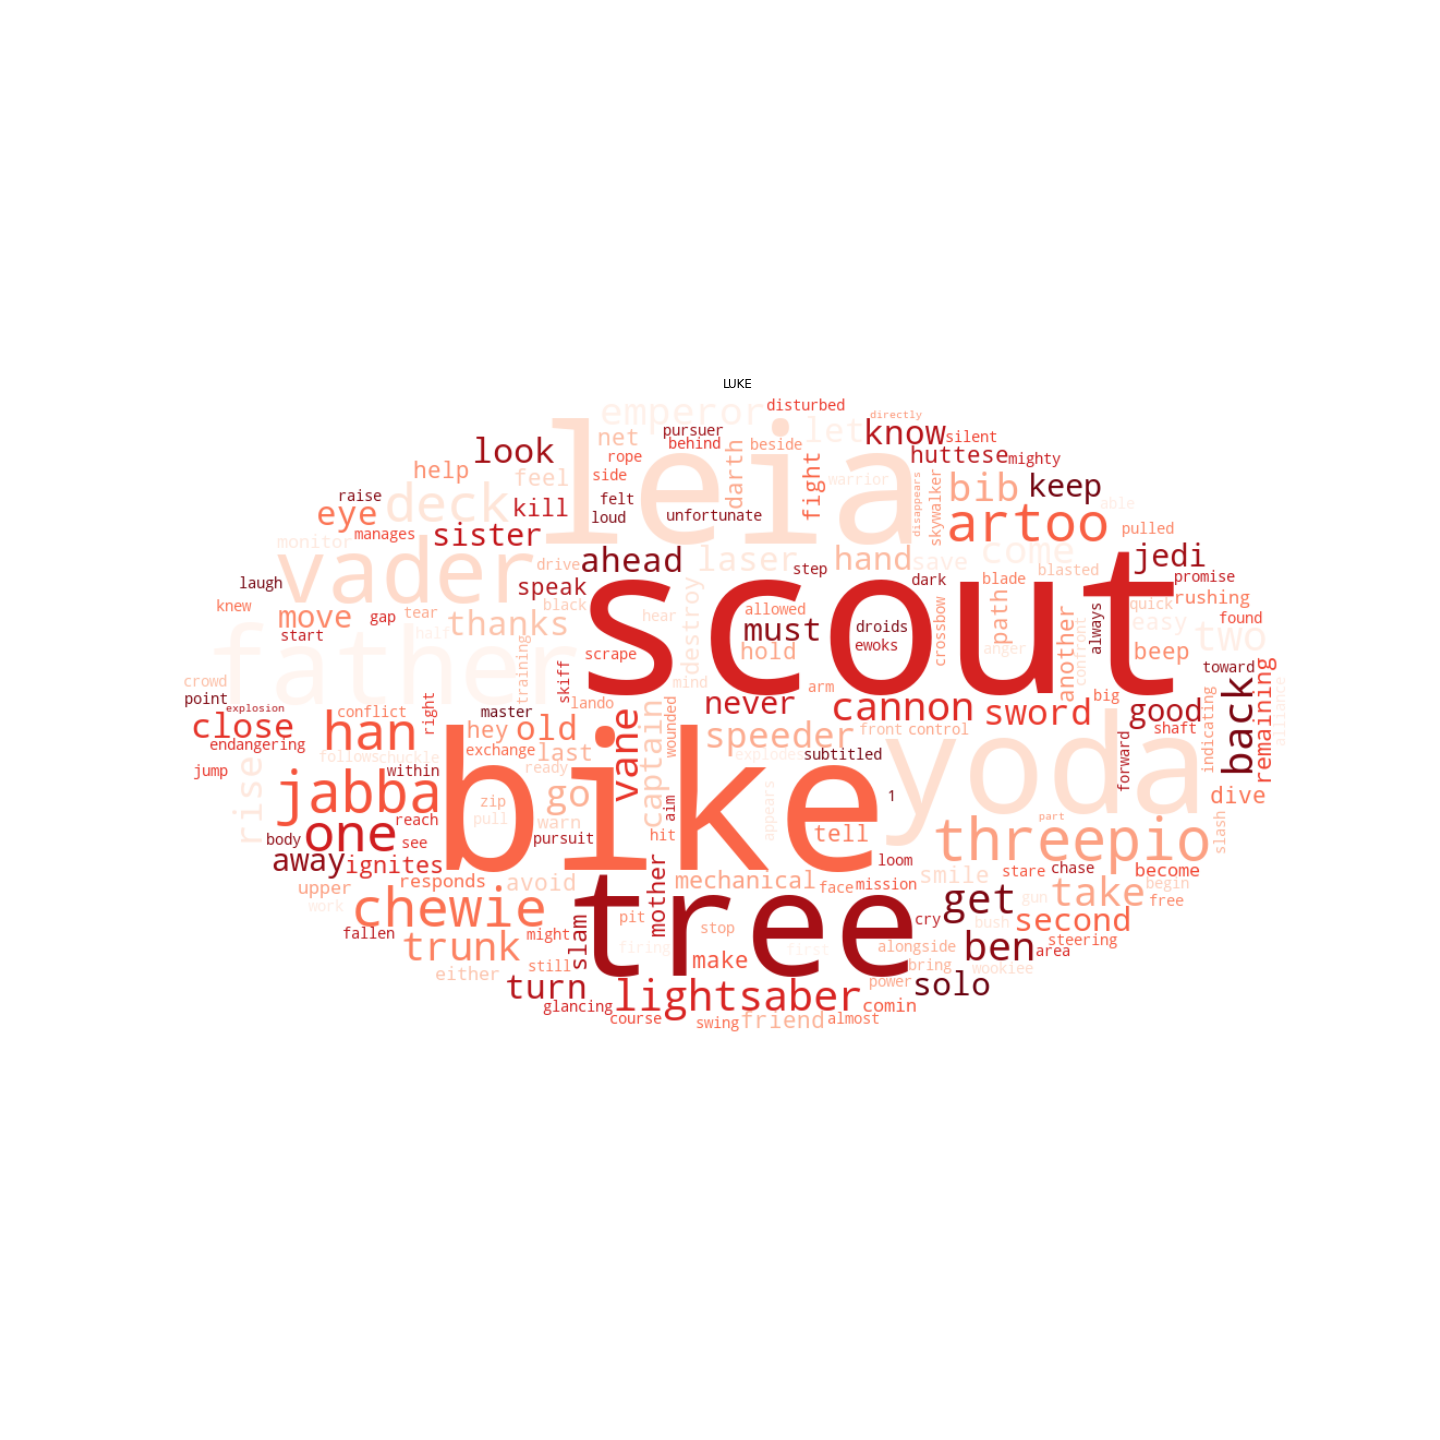 LUKE
emperor
disturbed
directly
leia
let
know
silent
pursuer
net
behind
beside
look
rope
huttese
mighty
help
feel
side
darth
fight
warrior
skywalker
bib
keep
raise
deck
kill
felt
disappears
able
eye
loud
unfortunate
artoo
pulled
manages
sister
monitor
vader
ahead
laser
hand
save
come
jedi
drive
step
blasted
laugh
speak
dark
blade
promise
scout
knew
move
gap
tear
thanks
black
destroy
hear
allowed
must
droids
crossbow
path
another
always
quick
rushing
easy
found
start
father
half
training
scrape
hold
ewoks
anger
confront
beep
two
crowd
skiff
mind
arm
toward
point
explosion
conflict
right
master
lando
never
cannon
sword
big
good
back
remaining
close
han
hey
old
vane
captain
wounded
speeder
front
control
yoda
shaft
indicating
alliance
endangering
follows
chuckle
exchange
last
explodes
subtitled
forward
rise
jump
within
ready
bike
jabba
zip
go
aim
appears
1
dive
one
reach
pull
warn
hit
tell
part
slash
body
see
pursuit
threepio
away
ignites
loom
upper
responds
avoid
mother
mechanical
face
mission
smile
stare
chase
become
work
chewie
tree
get
gun
take
begin
free
fallen
trunk
might
slam
pit
stop
cry
bush
second
steering
still
firing
first
alongside
ben
area
either
make
bring
wookiee
turn
lightsaber
power
solo
glancing
comin
course
swing
friend
almost